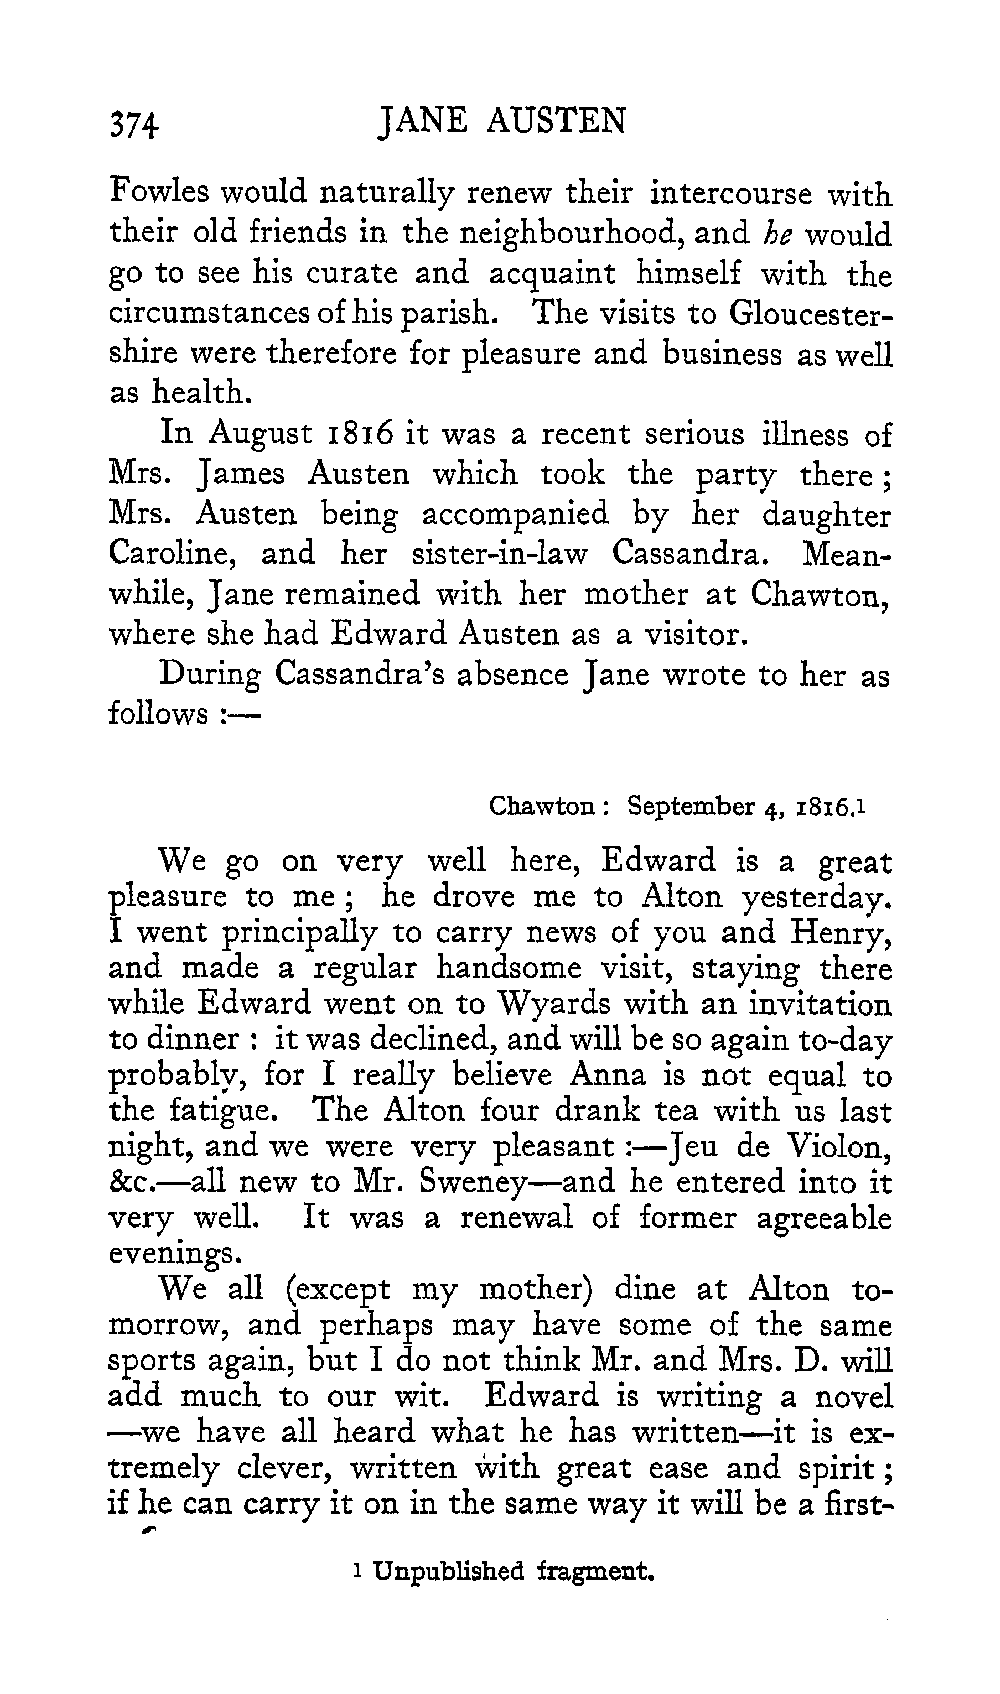 374 JANE AUSTEN
Fowles would naturally renew their intercourse with
their old friends in the neighbourhood, and he would
go to see his curate and acquaint himself with the
circumstances of his parish. The visits to Gloucester-
shire were therefore for pleasure and business as well
as health.
In August 1816 it was a recent serious illness of
Mrs. James Austen which took the party there ;
Mrs. Austen being accompanied by her daughter
Caroline, and her sister-in-law Cassandra. Mean-
while, Jane remained with her mother at Chawton,
where she had Edward Austen as a visitor.
During Cassandra's absence Jane wrote to her as
follows :—
Chawton : September 4, 1816.1
We go on very well here, Edward is a great
pleasure to me ; he drove me to Alton yesterday.
I went principally to carry news of you and Henry,
and made a regular handsome visit, staying there
while Edward went on to Wyards with an invitation
to dinner : it was declined, and will be so again to-day
probably, for I really believe Anna is not equal to
the fatigue. The Alton four drank tea with us last
night, and we were very pleasant :—Jeu de Violon,
&c.—all new to Mr. Sweney—and he entered into it
very well. It was a renewal of former agreeable
evenings.
We all (except my mother) dine at Alton to-
morrow, and perhaps may have some of the same
sports again, but I do not think Mr. and Mrs. D. will
add much to our wit. Edward is writing a novel
—we have all heard what he has written—it is ex-
tremely clever, written with great ease and spirit ;
if he can carry it on in the same way it will be a first-
1 Unpublished fragment.